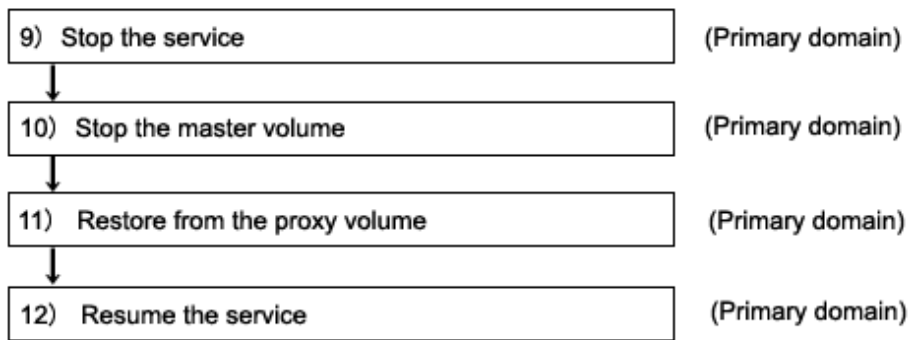 9) Stop the service (Primary domain)
10) Stop the master volume (Primary domain)
11) Restore from the proxy volume (Primary domain)
12) Resume the service (Primary domain)